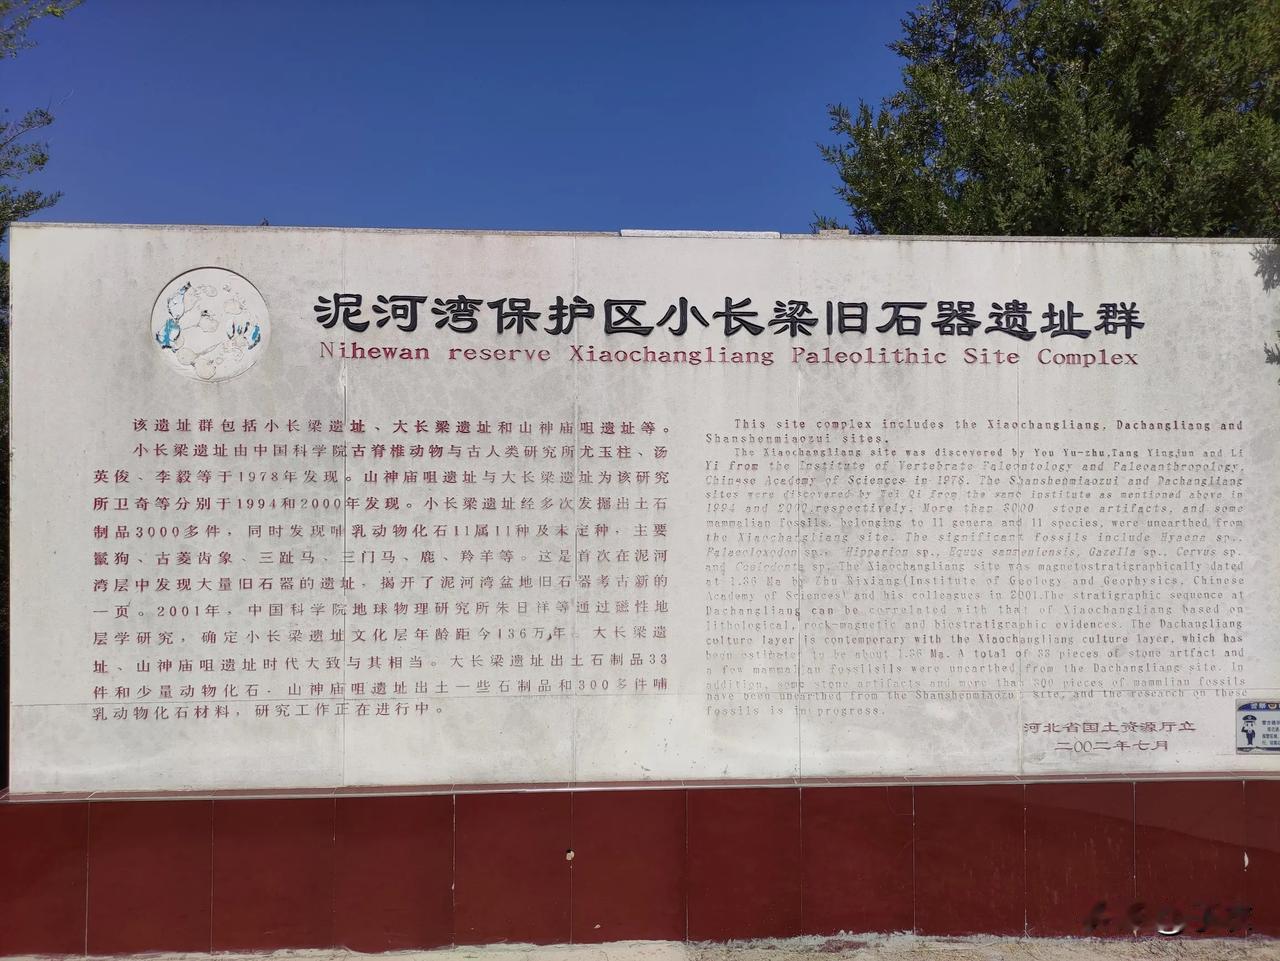 泥河湾保护区小长梁旧石器遗址群
Nihewan reserve Xiaochangliang Paleolithic Site Complex
该遗址群包括小长梁遗址、大长梁遗址和山神庙咀遗址等。
小长梁遗址由中国科学院古脊椎动物与古人类研究所尤玉柱、汤
英俊、李毅等于1978年发现。山神庙咀遗址与大长梁遗址为该研究
所卫奇等分别于1994和2000年发现。小长梁遗址经多次发掘出土石
制品3000多件，同时发现哺乳动物化石11属11种及未定种，主要
鬣狗、古菱齿象、三趾马、三门马、鹿、羚羊等。这是首次在泥河
湾层中发现大量旧石器的遗址，揭开了泥河湾盆地旧石器考古新的
一页。2001年，中国科学院地球物理研究所朱日祥等通过磁性地
层学研究，确定小长梁遗址文化层年龄距今136万年。大长梁遗
址、山神庙咀遗址时代大致与其相当。大长梁遗址出土石制品33
件和少量动物化石．山神庙咀遗址出土一些石制品和300多件哺
乳动物化石材料，研究工作正在进行中。
This site complex includes the Xiaochangliang, Dachangliang and
Shanshenmiaozui sites.
The Xiaochangliang site was discovered by You Yu-zhu,Tang Yingjun and Li
Yi from the Institute of Vertebrate Paleontology and Paleoanthropology,
Chinese Academy of Sciences in 1978. The Shanshenmiaozui and Dachangliang
sites were discovered by Wei Qi from the same institute as mentioned above in
1994 and 2000,respectively. More than 3000 stone artifacts, and some
mammalian fossils, belonging to 11 genera and 11 species, were unearthed from
the Xiaochangliang site. The significant fossils include Hyaena sp.,
Palaeoloxodon sp., Hipparion sp., Equus sanmeniensis, Gazella sp., Cervus sp.
and sp. The Xiaochangliang site was magnetostratigraphically dated
at 1.36 Ma by Zhu Rixiang(Institute of Geology and Geophysics, Chinese
Academy of Sciences) and his colleagues in 2001.The stratigraphic sequence at
Dachangliang can be correlated with that of Xiaochangliang based on
lithological, rock-magnetic and biostratigraphic evidences. The Dachangliang
culture layer is contemporary with the Xiaochangliang culture layer, which has
been to be about 1.36 Ma. A total of 33 pieces of stone artfact and
a few mammalian fossilsils were unearthed from the Dachangliang site. In
addition, some stone artifacts and more than 300 pieces of mammlian fossils
have been unearthed from the Shanshenmiaozu site, and the research on these
fossils is in progress.
河北省国土资源厅立
二00二年七月